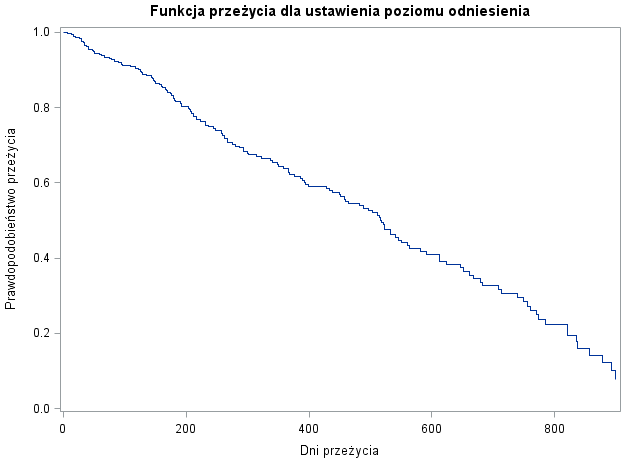 Funkcja przeżycia dla ustawienia poziomu odniesienia
Prawdopodobieństwo przeżycia
1.0
0.8
0.6
0.4
0.2
0.0
0 200 400 600 800
Dni przeżycia